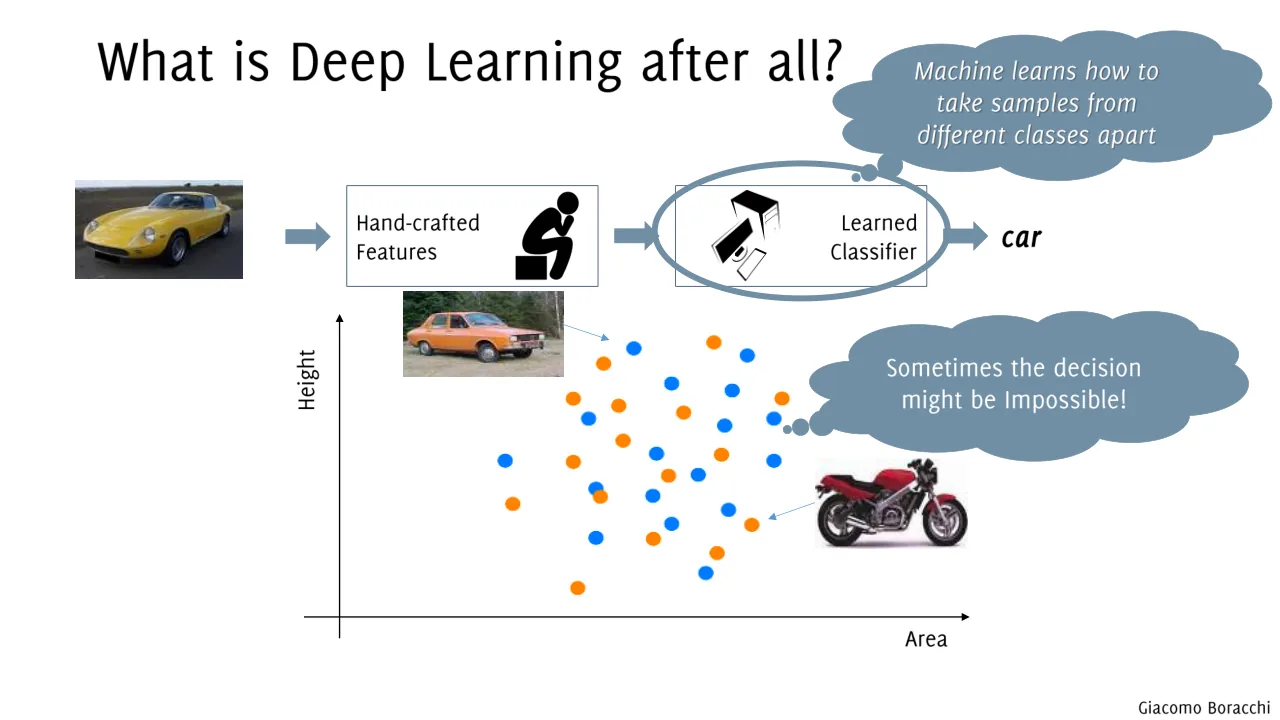 What is Deep Learning after all?
Machine learns how to
take samples from
different classes apart
Hand-crafted
Features
Learned
Classifier
car
Height
Sometimes the decision
might be Impossible!
Area
Giacomo Boracchi